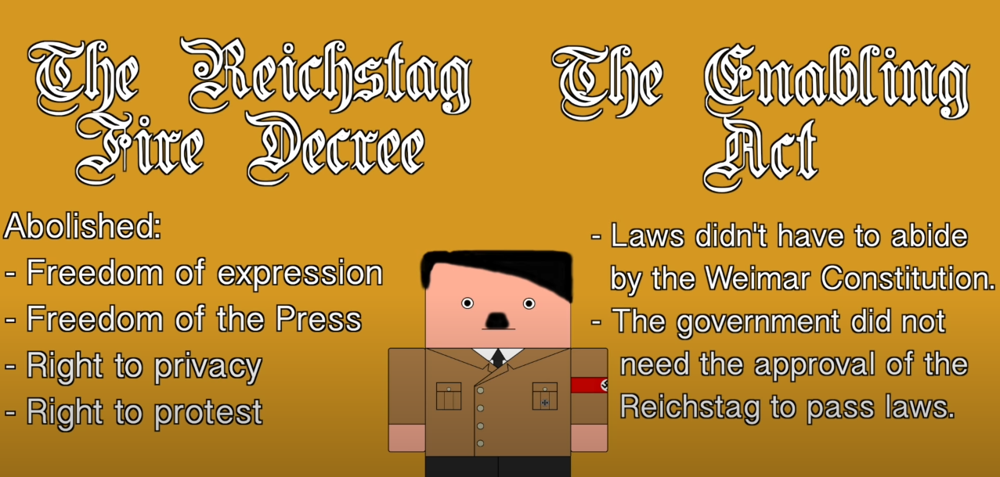 The Reichstag
Fire Decree
Abolished:
- Freedom of expression
- Freedom of the Press
- Right to privacy
- Right to protest
The Enabling
Act
- Laws didn't have to abide
by the Weimar Constitution.
- The government did not
need the approval of the
Reichstag to pass laws.